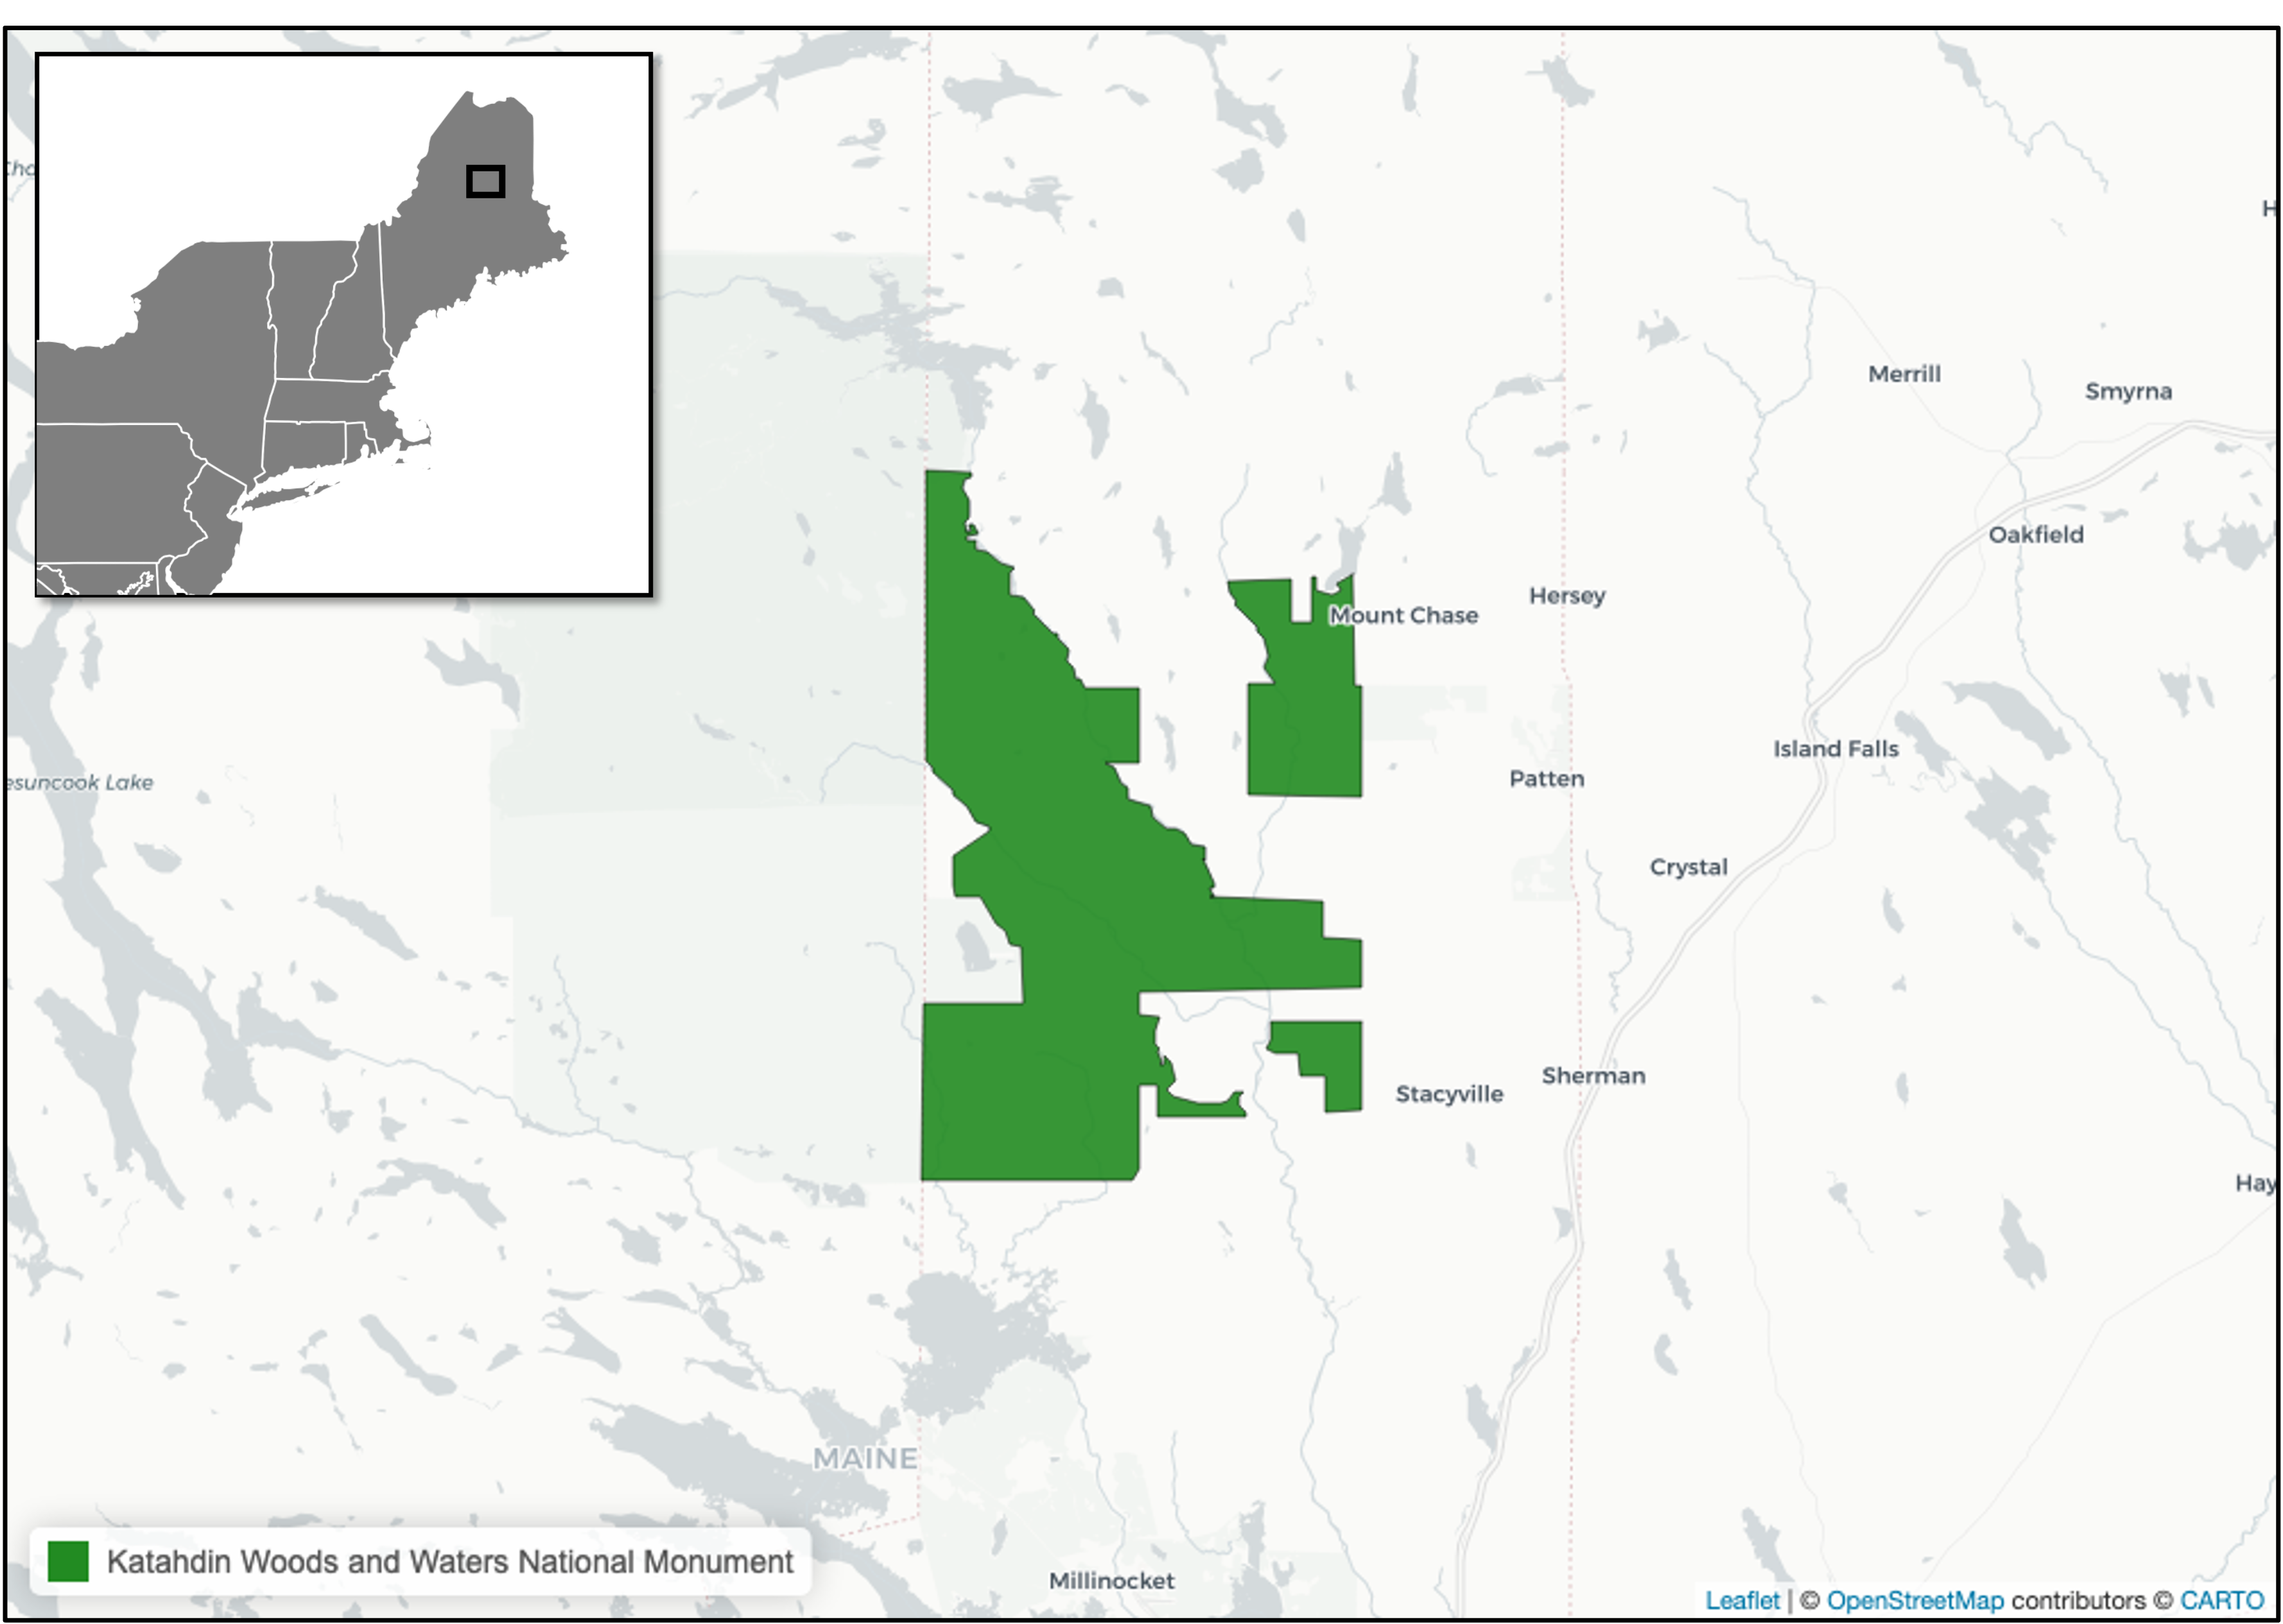 H
Merrill
Smyrna
Oakfield
Hersey
Mount Chase
Island Falls
Patten
esuncook Lake
Crystal
Sherman
Stacyville
Hay
MAINE
Katahdin Woods and Waters National Monument
Millinocket
Leaflet | © OpenStreetMap contributors © CARTO